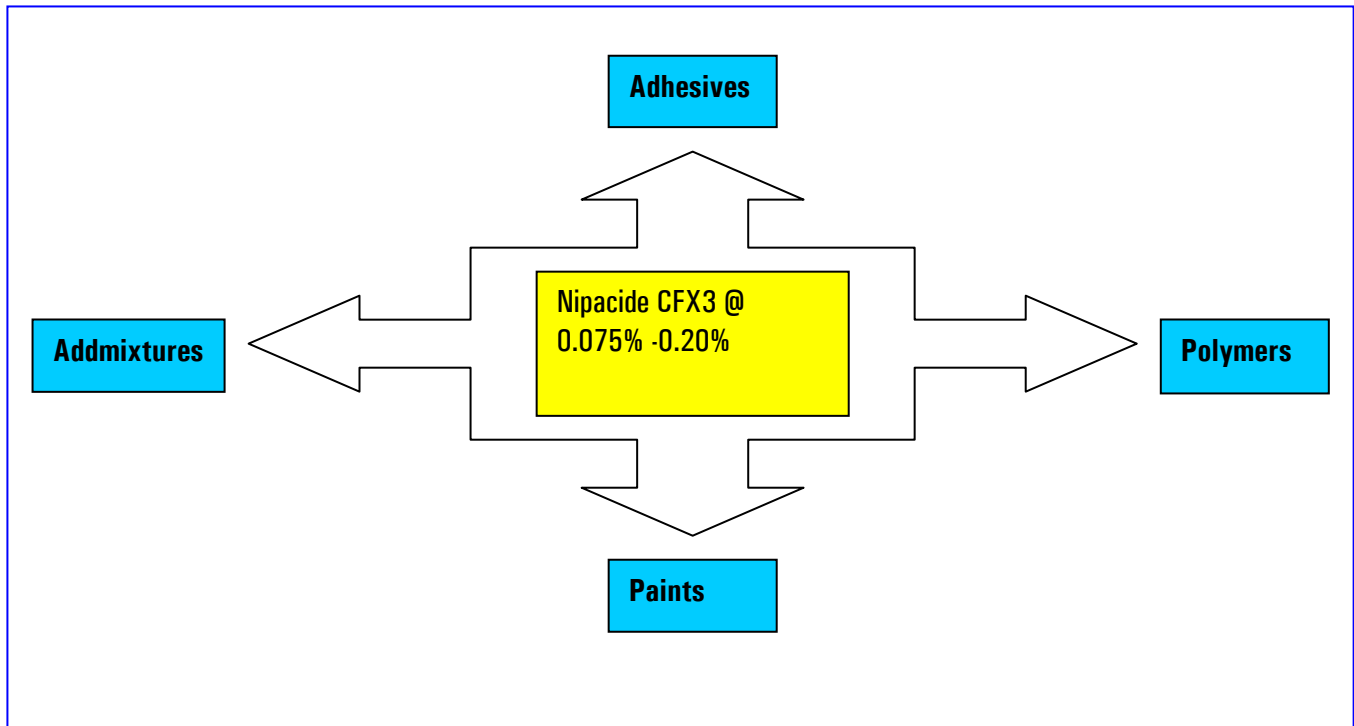 Adhesives
Nipacide CFX3 @
0.075% -0.20%
Addmixtures
Polymers
Paints